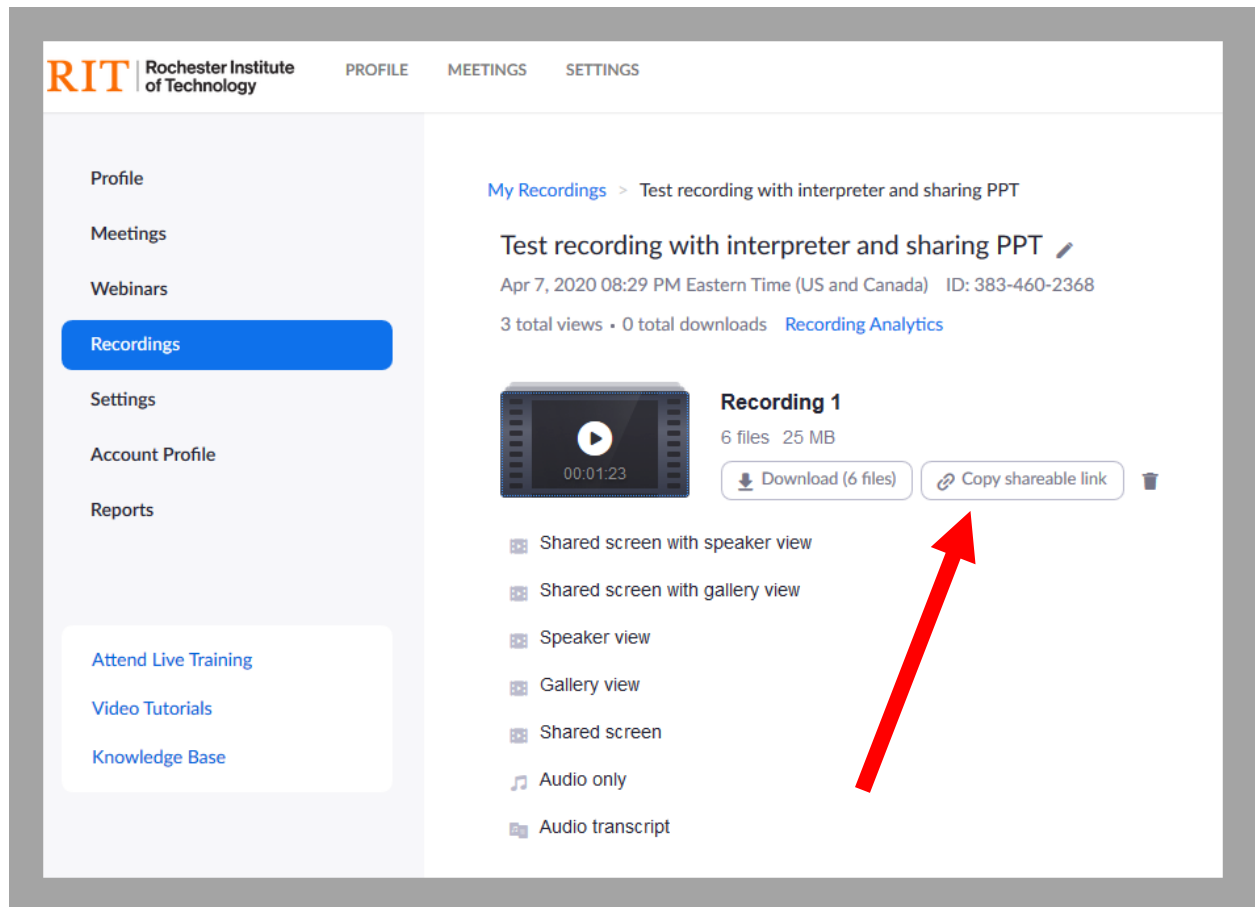 RIT Rochester Institute of Technology PROFILE MEETINGS SETTINGS
Profile
Meetings
Webinars
Recordings
Settings
Account Profile
Reports
Attend Live Training
Video Tutorials
Knowledge Base
My Recordings > Test recording with interpreter and sharing PPT
Test recording with interpreter and sharing PPT
Apr 7, 2020 08:29 PM Eastern Time (US and Canada) ID: 383-460-2368
3 total views • 0 total downloads Recording Analytics
00:01:23
Recording 1
6 files 25 MB
Download (6 files) Copy shareable link
Shared screen with speaker view
Shared screen with gallery view
Speaker view
Gallery view
Shared screen
Audio only
Audio transcript